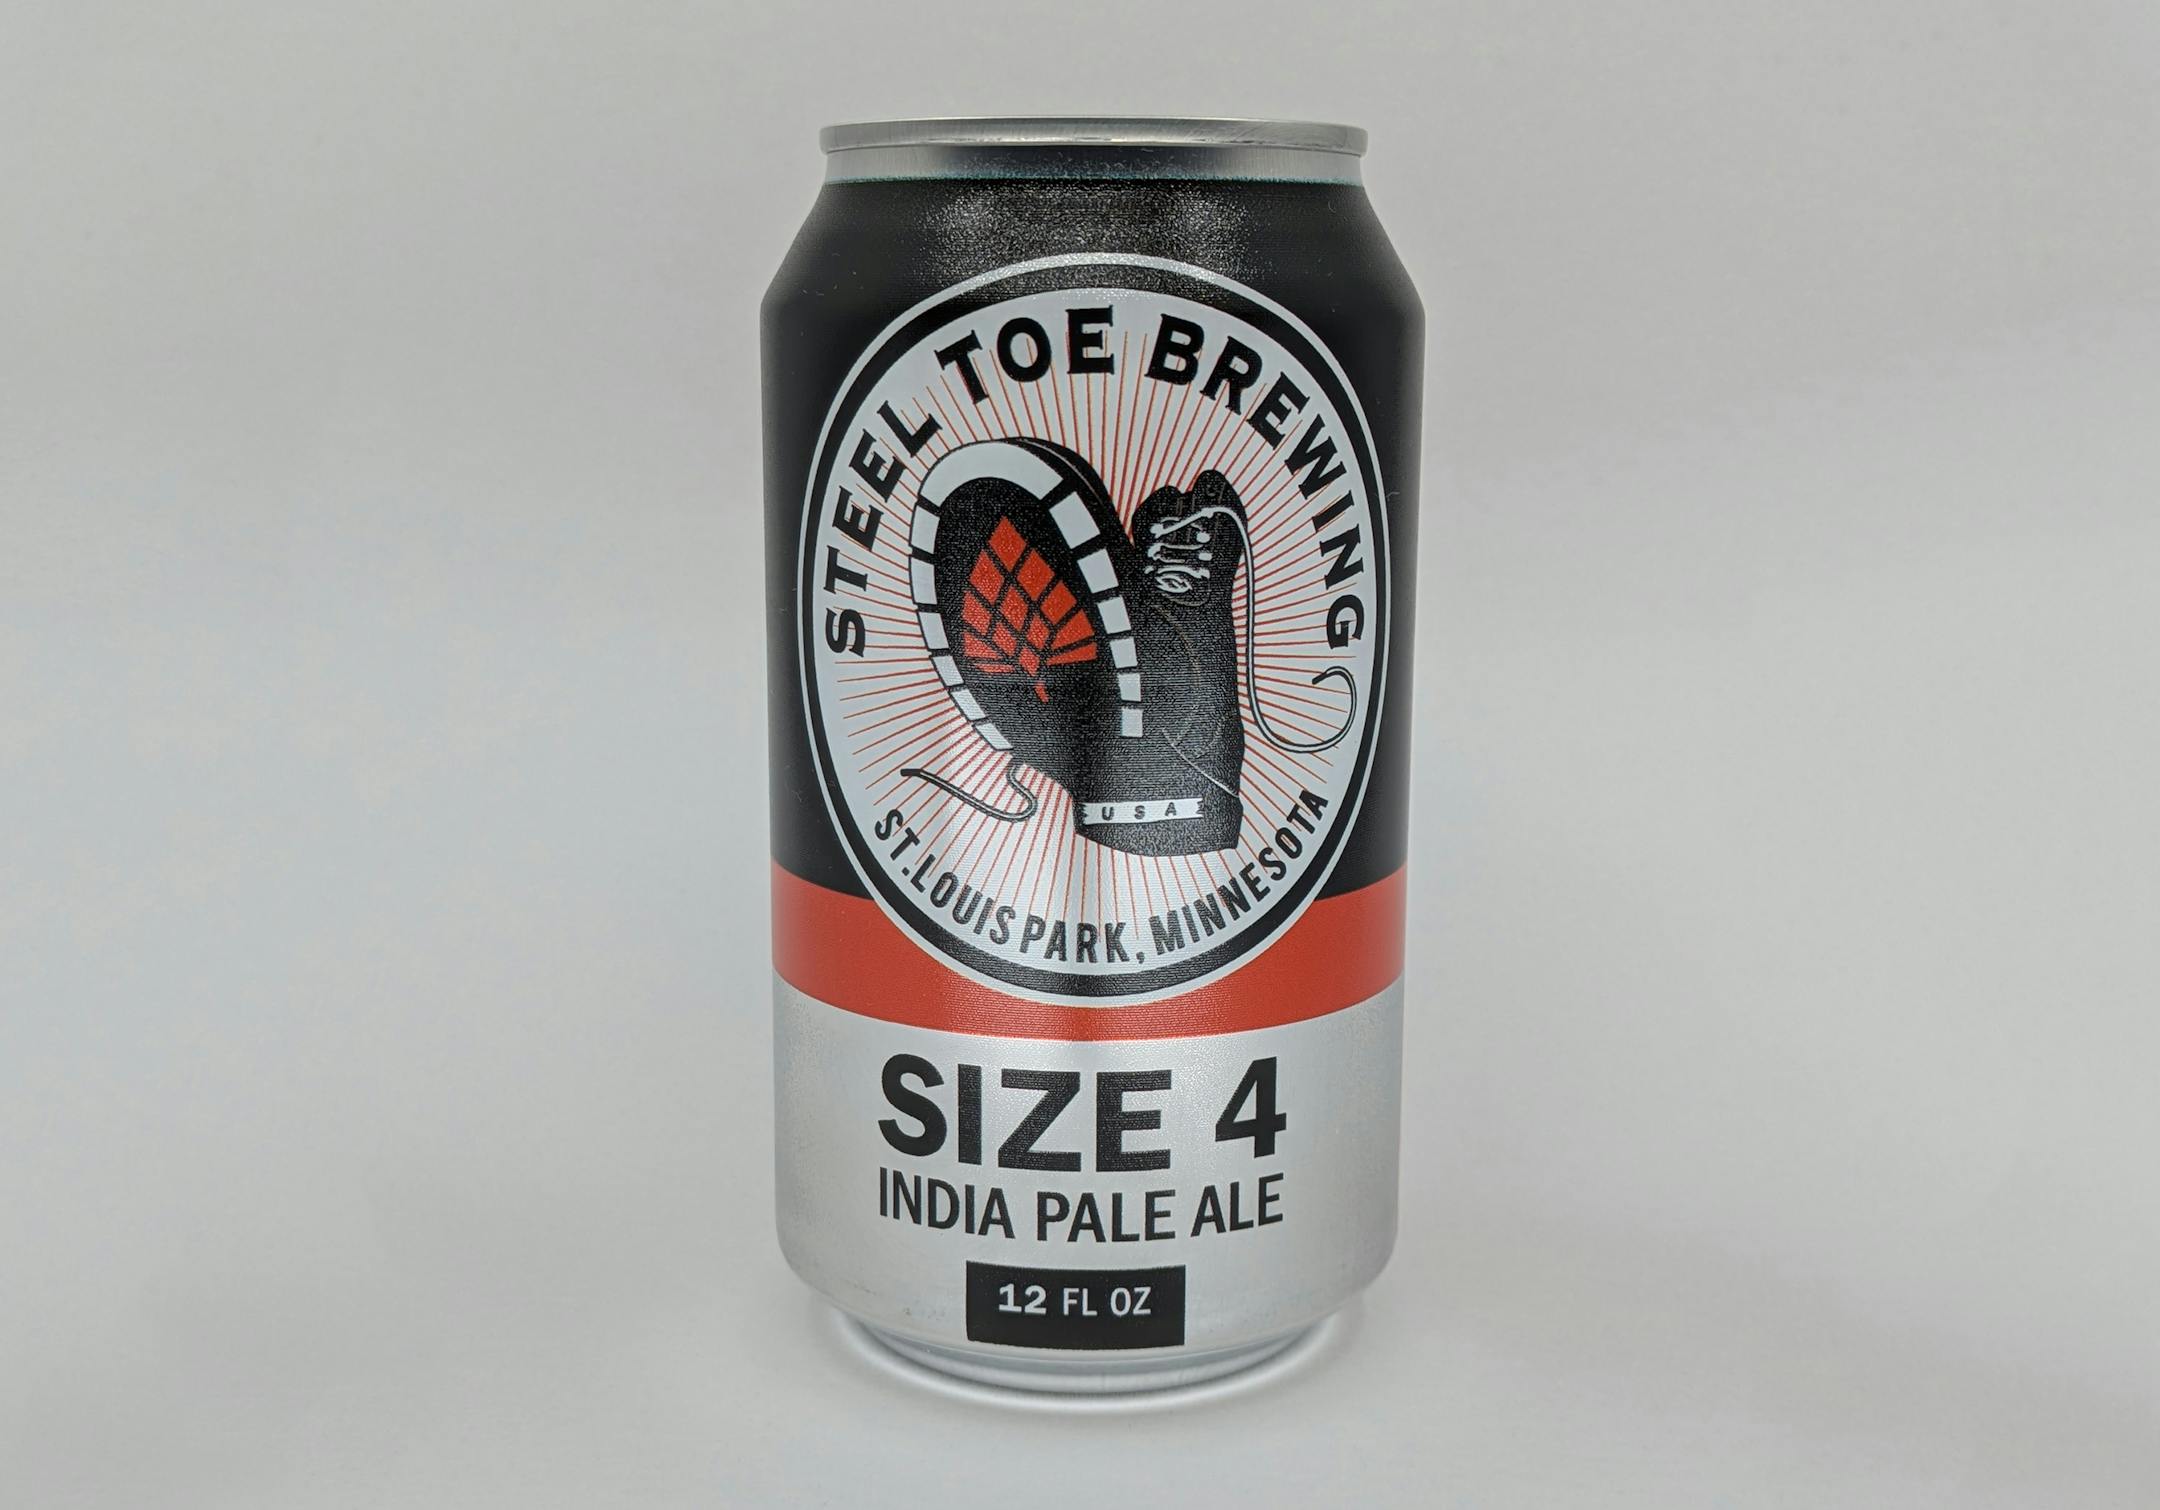 STEEL TOE BREWING
USA
ST. LOUIS PARK, MINNESOTA
SIZE 4
INDIA PALE ALE
12 FL OZ